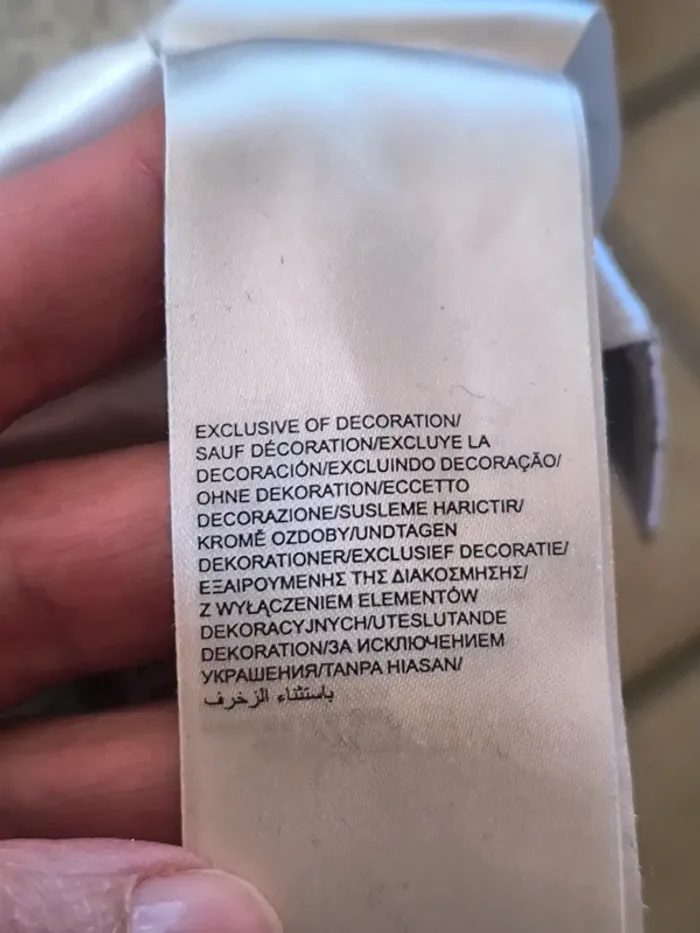 EXCLUSIVE OF DECORATION/
SAUF DÉCORATION/EXCLUYE LA
DECORACIÓN/EXCLUINDO DECORAÇÃO/
OHNE DEKORATION/ECCETTO
DECORAZIONE/SUSLEME HARICTIR/
KROMĚ OZDOBY/UNDTAGEN
DEKORATIONER/EXCLUSIEF DECORATIE/
ΕΞΑΙΡΟΥΜΕΝΗΣ ΤΗΣ ΔΙΑΚΟΣΜΗΣΗΣ/
Z WYŁĄCZENIEM ELEMENTÓW
DEKORACYJNYCH/UTESLUTANDE
DEKORATION/ЗА ИСКЛЮЧЕНИЕМ
УКРАШЕНИЯ/TANPA HIASAN/
باستثناء الزخرف